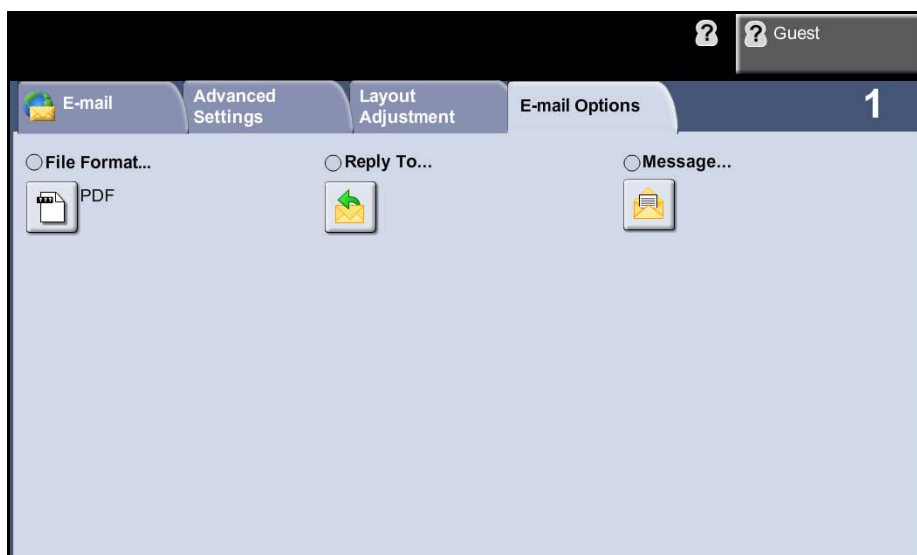 ? ? Guest
E-mail
Advanced
Settings
Layout
Adjustment
E-mail Options
1
File Format...
Reply To...
Message...
PDF